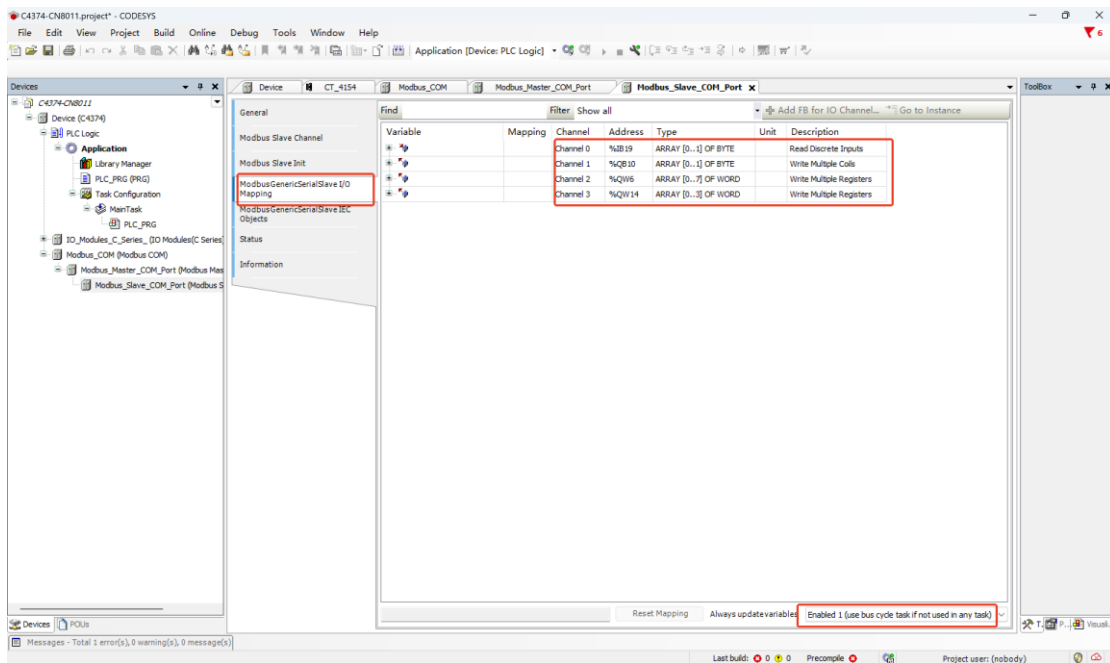 C4374-CN8011.project* - CODESYS
File Edit View Project Build Online Debug Tools Window Help
6
Application [Device: PLC Logic]
Devices
C4374-CN8011
Device (C4374)
PLC Logic
Application
Library Manager
PLC_PRG (PRG)
Task Configuration
MainTask
PLC_PRG
IO_Modules_C_Series_ (IO Modules(C Series)
Modbus_COM (Modbus COM)
Modbus_Master_COM_Port (Modbus Mas
Modbus_Slave_COM_Port (Modbus S
Device CT_4154 Modbus_COM Modbus_Master_COM_Port Modbus_Slave_COM_Port
General
Modbus Slave Channel
Modbus Slave Init
ModbusGenericSerialSlave I/O
Mapping
ModbusGenericSerialSlave IEC
Objects
Status
Information
Find Filter Show all Add FB for IO Channel... Go to Instance
Variable Mapping Channel Address Type Unit Description
Channel 0 %IB19 ARRAY [0..1] OF BYTE Read Discrete Inputs
Channel 1 %QB10 ARRAY [0..1] OF BYTE Write Multiple Coils
Channel 2 %QW6 ARRAY [0..7] OF WORD Write Multiple Registers
Channel 3 %QW14 ARRAY [0..3] OF WORD Write Multiple Registers
Reset Mapping Always update variables Enabled 1 (use bus cycle task if not used in any task)
ToolBox
Devices POUs
T. P... Visuali.
Messages - Total 1 error(s), 0 warning(s), 0 message(s)
Last build: 0 0 Precompile Project user: (nobody)